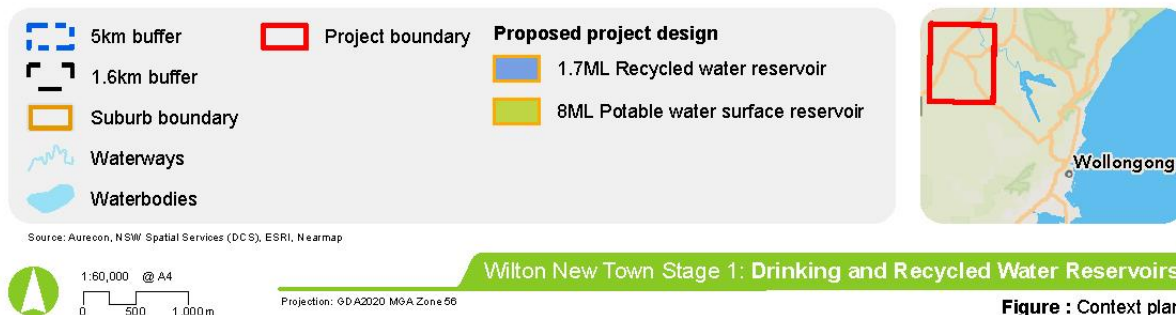 5km buffer
1.6km buffer
Suburb boundary
Waterways
Waterbodies
Project boundary
Proposed project design
1.7ML Recycled water reservoir
8ML Potable water surface reservoir
Wollongong
Source: Aurecon, NSW Spatial Services (DCS), ESRI, Nearmap
1:60,000 @ A4
0 500 1,000m
Projection: GDA2020 MGA Zone 56
Wilton New Town Stage 1: Drinking and Recycled Water Reservoirs
Figure : Context plan